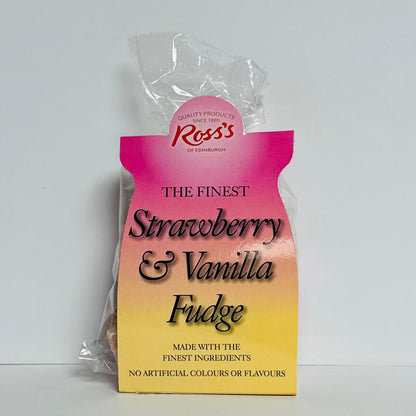 QUALITY PRODUCTS
SINCE 1880
Ross's
OF EDINBURGH
THE FINEST
Strawberry
& Vanilla
Fudge
MADE WITH THE
FINEST INGREDIENTS
NO ARTIFICIAL COLOURS OR FLAVOURS